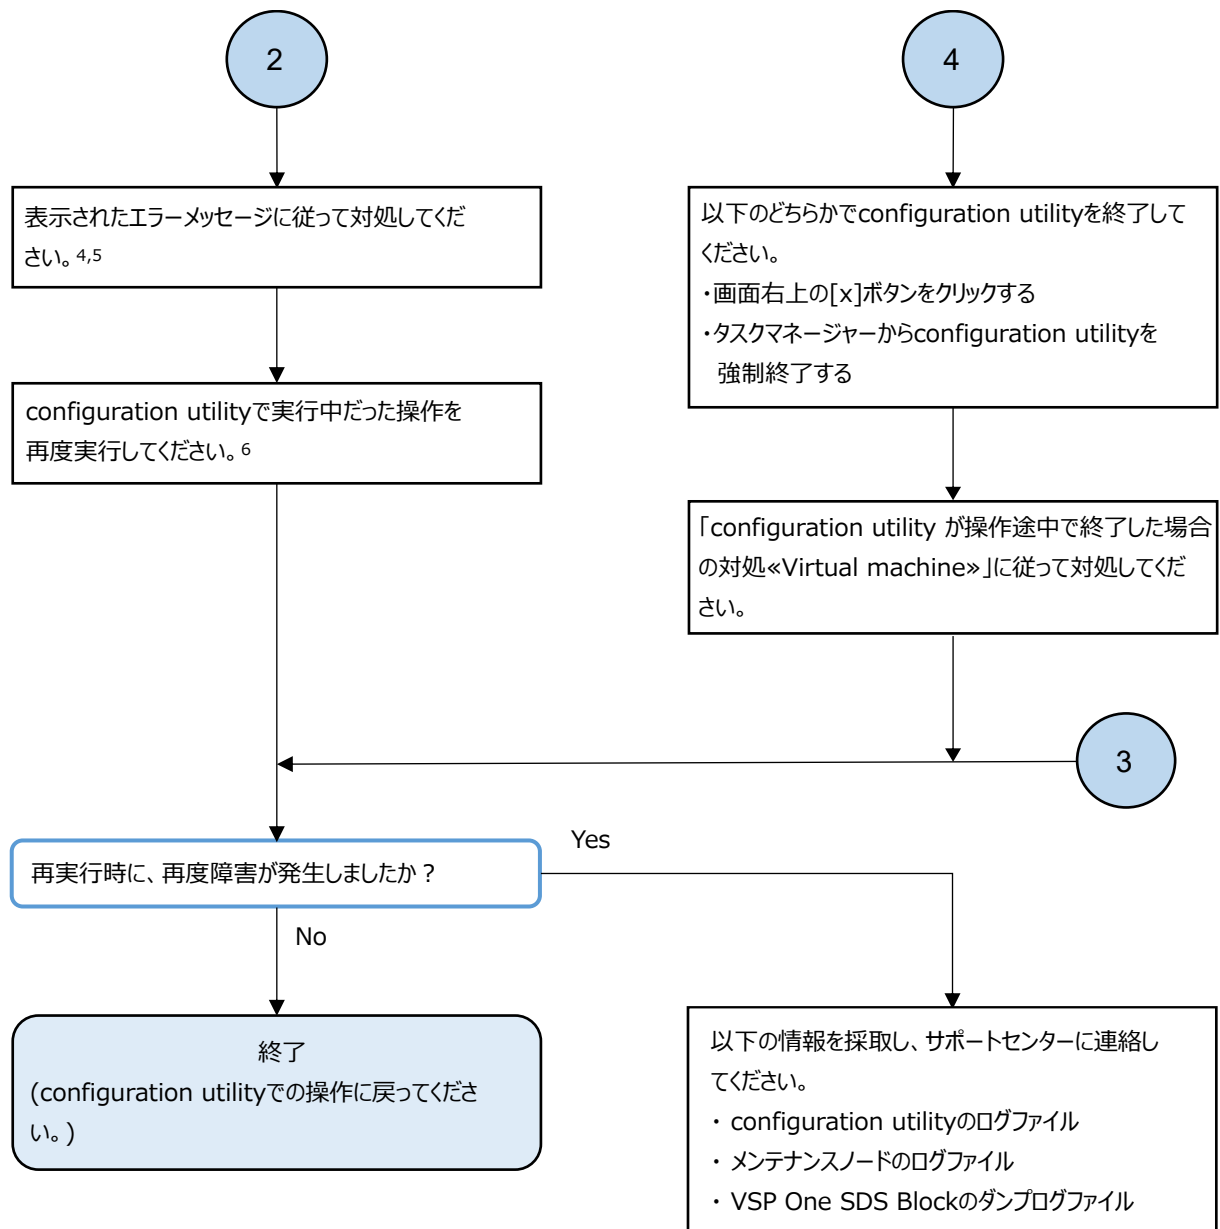 2
表示されたエラーメッセージに従って対処してくだ
さい。4,5
configuration utilityで実行中だった操作を
再度実行してください。6
4
以下のどちらかでconfiguration utilityを終了して
ください。
・画面右上の[x]ボタンをクリックする
・タスクマネージャーからconfiguration utilityを
強制終了する
「configuration utility が操作途中で終了した場合
の対処«Virtual machine»」に従って対処してくだ
さい。
3
再実行時に、再度障害が発生しましたか？
Yes
No
終了
(configuration utilityでの操作に戻ってくださ
い。)
以下の情報を採取し、サポートセンターに連絡し
てください。
・ configuration utilityのログファイル
・ メンテナンスノードのログファイル
・ VSP One SDS Blockのダンプログファイル